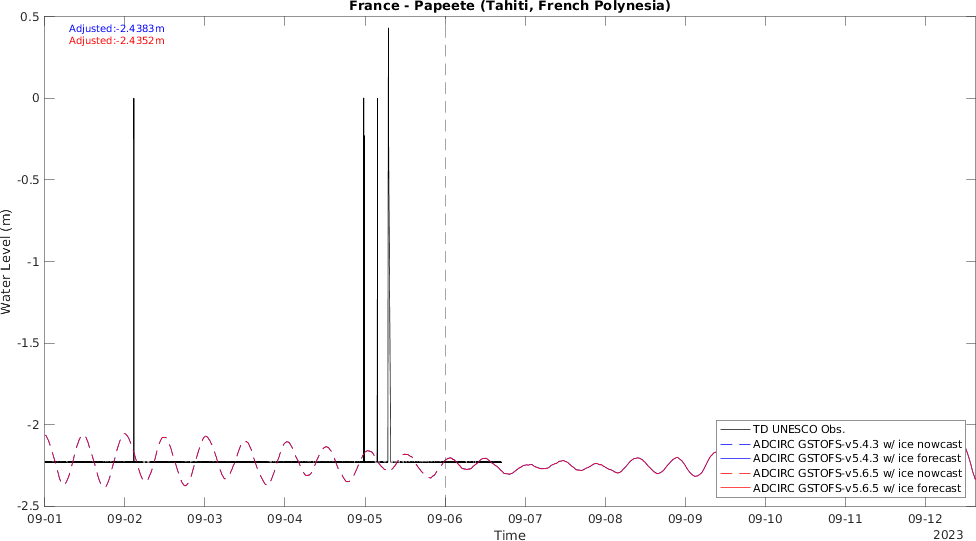 France - Papeete (Tahiti, French Polynesia)
Adjusted:-2.4383m
Adjusted:-2.4352m
0.5
0
-0.5
-1
-1.5
-2
-2.5
Water Level (m)
TD UNESCO Obs.
ADCIRC GSTOFS-v5.4.3 w/ ice nowcast
ADCIRC GSTOFS-v5.4.3 w/ ice forecast
ADCIRC GSTOFS-v5.6.5 w/ ice nowcast
ADCIRC GSTOFS-v5.6.5 w/ ice forecast
09-01 09-02 09-03 09-04 09-05 09-06 09-07 09-08 09-09 09-10 09-11 09-12
Time
2023